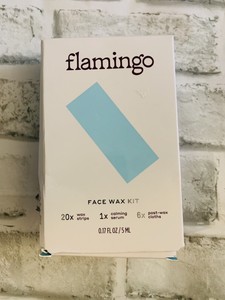 flamingo
FACE WAX KIT
20x wax strips
1x calming serum
6x post-wax cloths
0.17 FL OZ / 5 ML